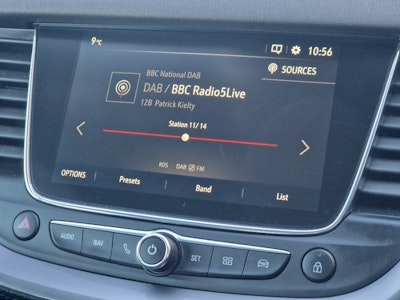 9°C
10:56
SOURCES
BBC National DAB
DAB / BBC Radio5Live
12B Patrick Kielty
Station 11/14
RDS DAB FM
OPTIONS Presets Band List
AUDIO NAV SET